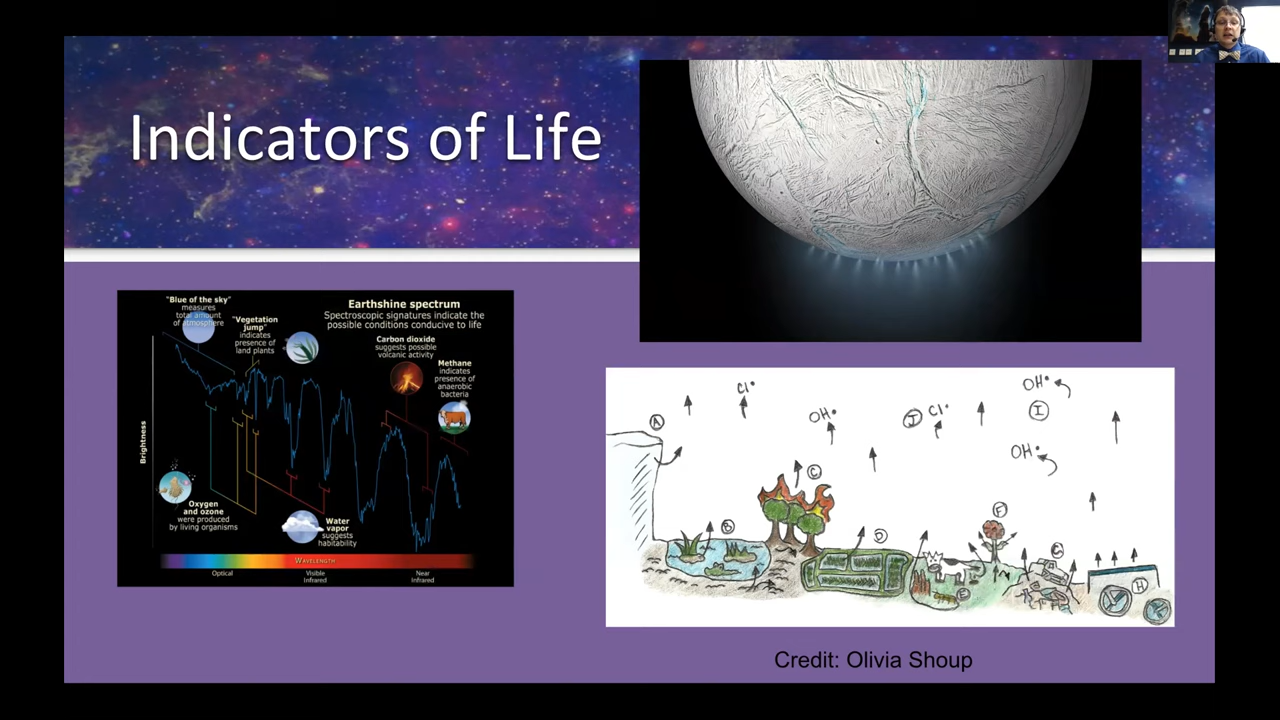 Indicators of Life
"Blue of the sky"
measures
total amount
of atmosphere
"Vegetation
jump"
indicates
presence of
land plants
Earthshine spectrum
Spectroscopic signatures indicate the
possible conditions conducive to life
Carbon dioxide
suggests possible
volcanic activity
Methane
indicates
presence of
anaerobic
bacteria
Brightness
Oxygen
and ozone
were produced
by living organisms
Water
vapor
suggests
habitability
Wavelength
Optical
Visible
Infrared
Near
Infrared
Cl•
OH•
J Cl•
OH•
I
OH•
A
B
C
D
E
F
G
H
Credit: Olivia Shoup